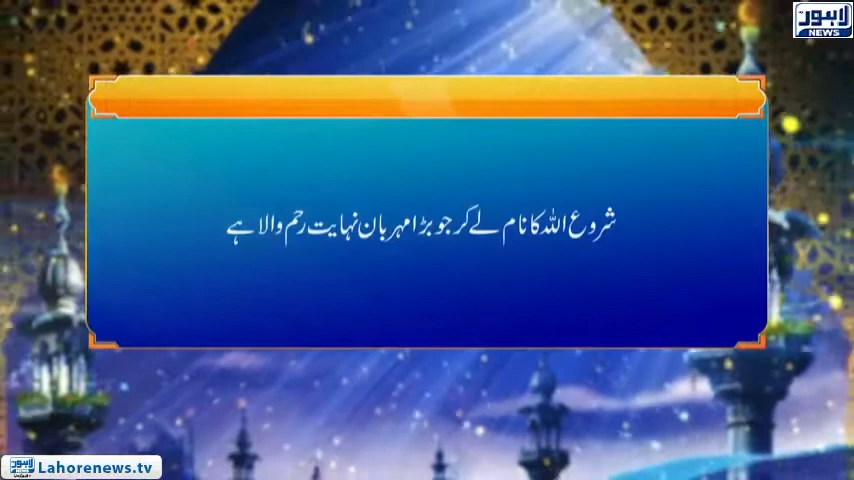 لاہور
NEWS
شروع اللہ کا نام لے کر جو بڑا مہربان نہایت رحم والا ہے
لاہور
Lahorenews.tv